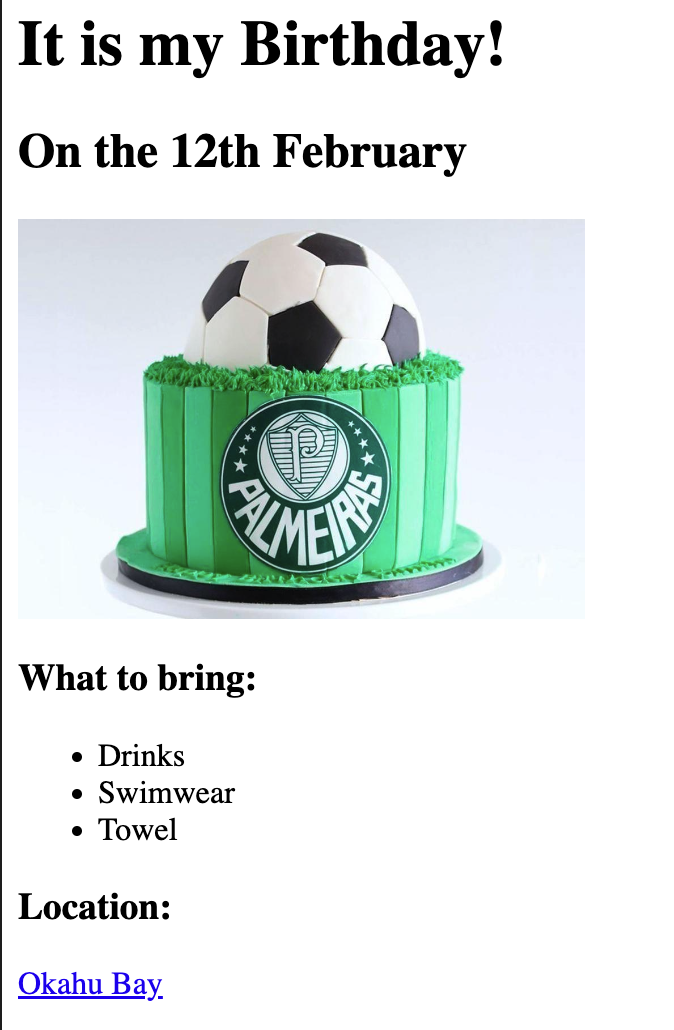 It is my Birthday!
On the 12th February
P
PALMEIRAS
What to bring:
Drinks
Swimwear
Towel
Location:
Okahu Bay